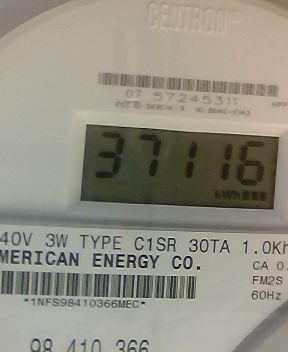 CENTRON
07 57245311
37116
kWh
40V 3W TYPE C1SR 30TA 1.0Kh
MERICAN ENERGY CO.
CA 0.
FM2S
*1NFS98410366MEC*
60Hz
98 410 366